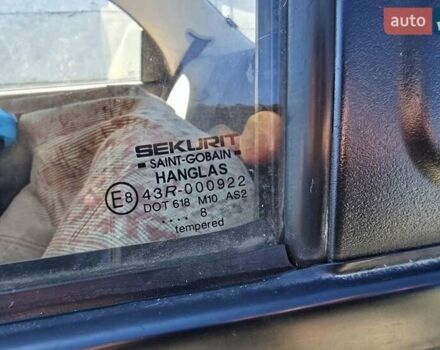 auto
SEKURIT
SAINT-GOBAIN
HANGLAS
E8 43R-000922
DOT 618 M10 AS2
.... 8
tempered